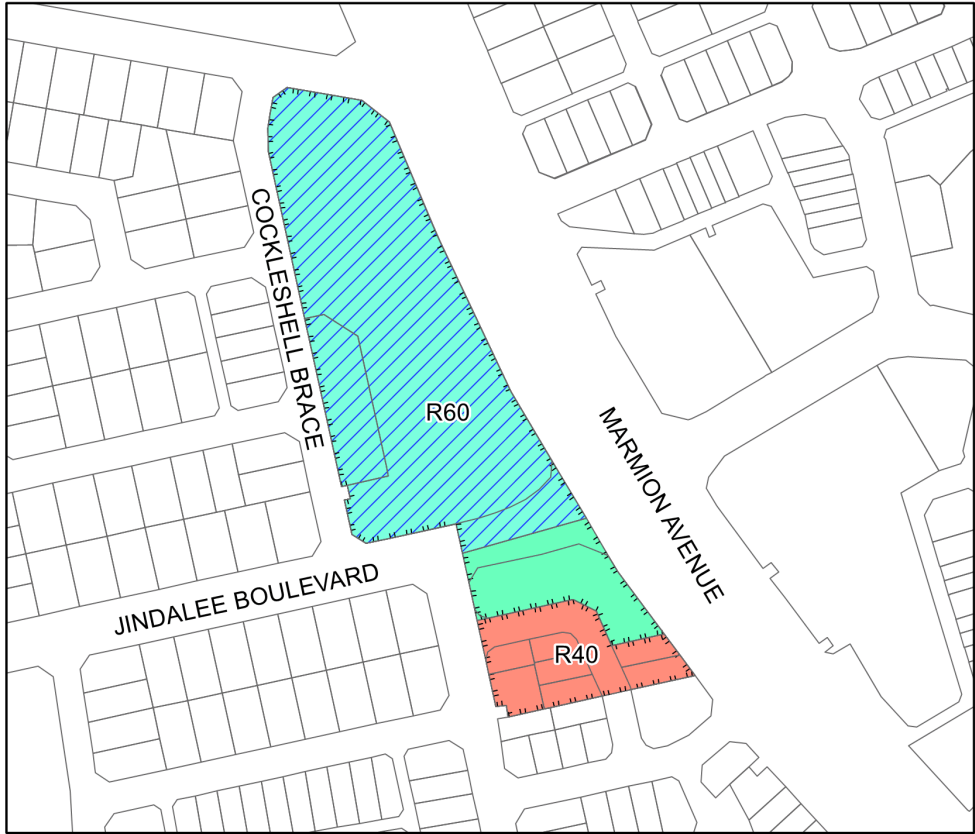 COCKLESHELL BRACE
R60
MARMION AVENUE
JINDALEE BOULEVARD
R40